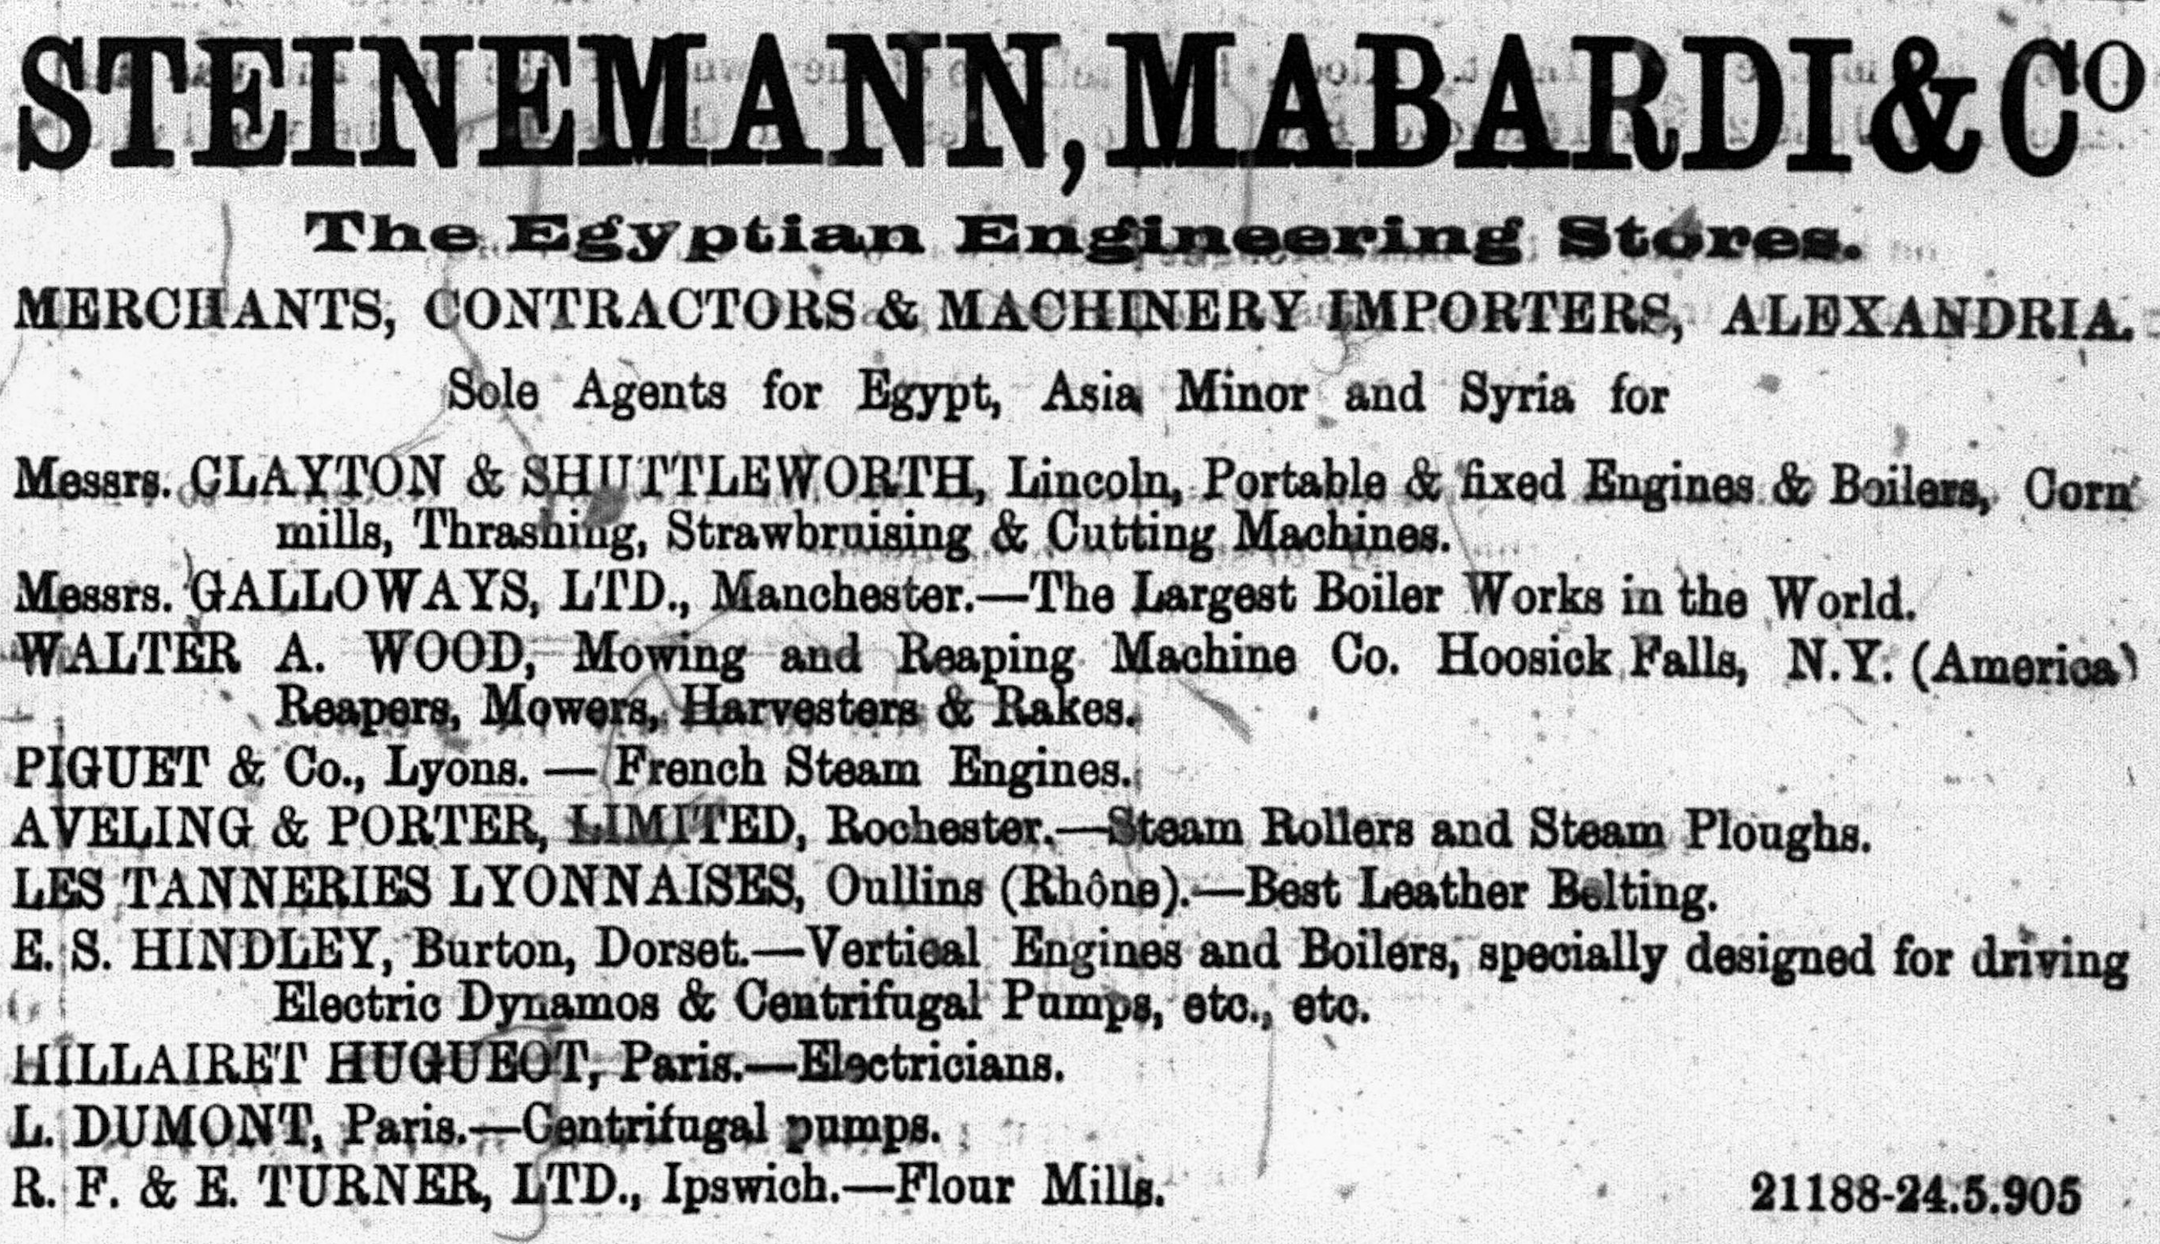 STEINEMANN, MABARDI & Co
The Egyptian Engineering Stores.
MERCHANTS, CONTRACTORS & MACHINERY IMPORTERS, ALEXANDRIA.
Sole Agents for Egypt, Asia Minor and Syria for
Messrs. CLAYTON & SHUTTLEWORTH, Lincoln, Portable & fixed Engines & Boilers, Corn
mills, Thrashing, Strawbruising & Cutting Machines.
Messrs. GALLOWAYS, LTD., Manchester.—The Largest Boiler Works in the World.
WALTER A. WOOD, Mowing and Reaping Machine Co. Hoosick Falls, N.Y. (America)
Reapers, Mowers, Harvesters & Rakes.
PIGUET & Co., Lyons. — French Steam Engines.
AVELING & PORTER, LIMITED, Rochester.—Steam Rollers and Steam Ploughs.
LES TANNERIES LYONNAISES, Oullins (Rhône).—Best Leather Belting.
E. S. HINDLEY, Burton, Dorset.—Vertical Engines and Boilers, specially designed for driving
Electric Dynamos & Centrifugal Pumps, etc., etc.
HILLAIRET HUGUEOT, Paris.—Electricians.
L. DUMONT, Paris.—Centrifugal pumps.
R. F. & E. TURNER, LTD., Ipswich.—Flour Mills.
21188-24.5.905